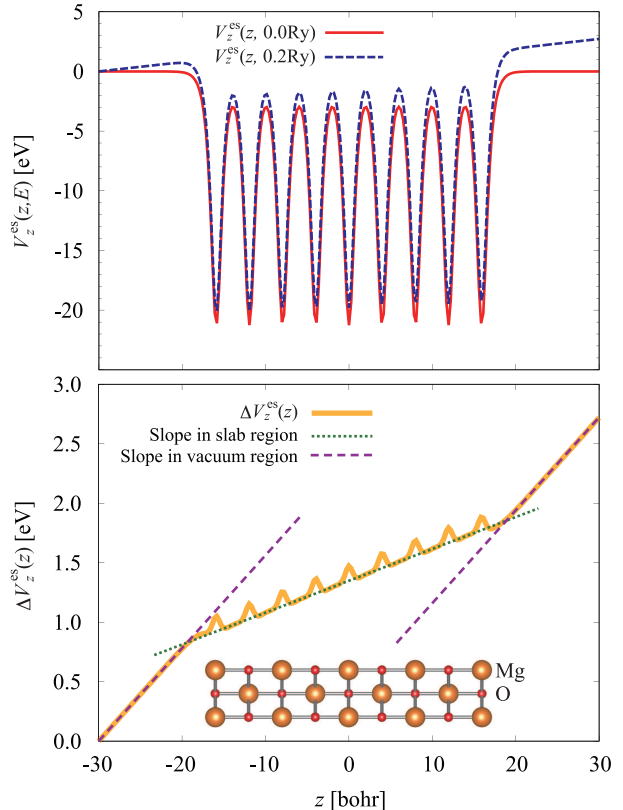 V_z^es(z, 0.0Ry)
V_z^es(z, 0.2Ry)
5
0
-5
-10
-15
-20
V_z^es(z,E) [eV]
3.0
2.5
2.0
1.5
1.0
0.5
0.0
ΔV_z^es(z) [eV]
ΔV_z^es(z)
Slope in slab region
Slope in vacuum region
Mg
O
-30 -20 -10 0 10 20 30
z [bohr]